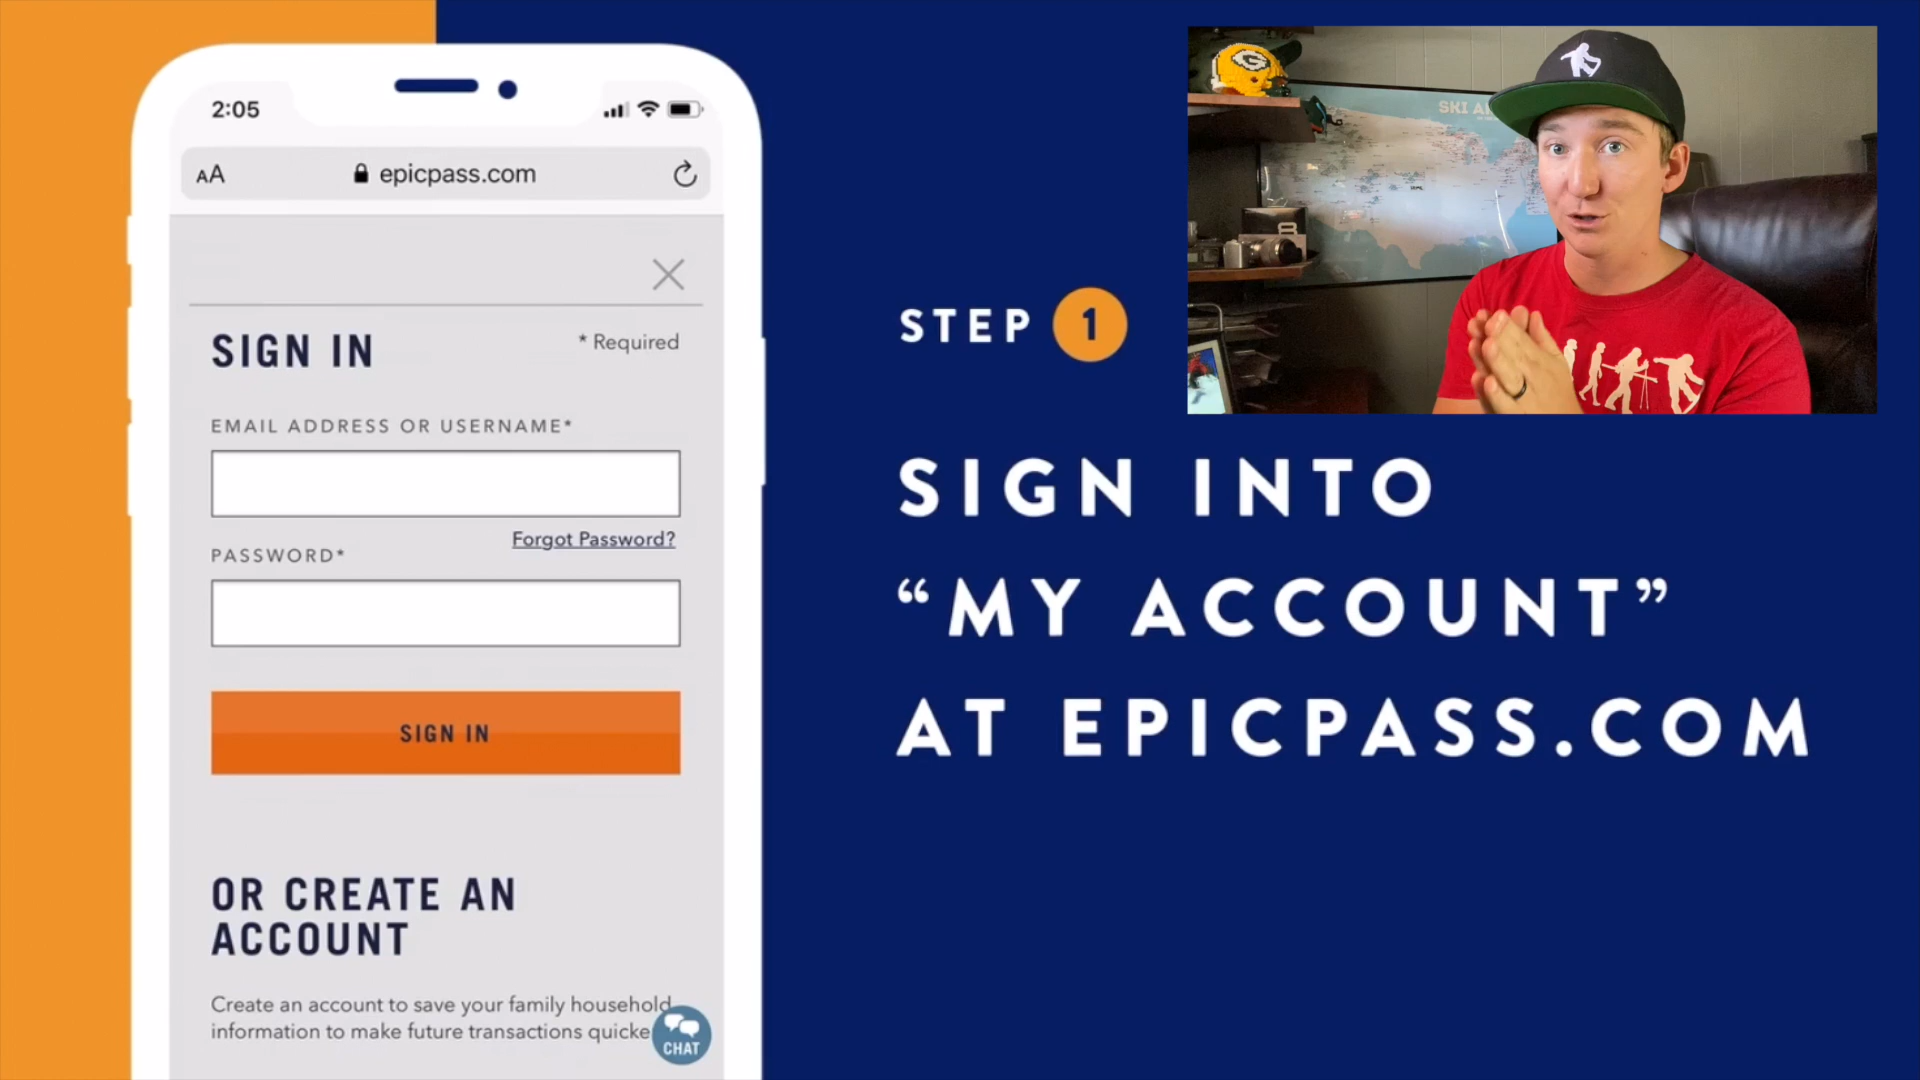 2:05
AA
epicpass.com
SIGN IN
* Required
EMAIL ADDRESS OR USERNAME*
Forgot Password?
PASSWORD*
SIGN IN
OR CREATE AN
ACCOUNT
Create an account to save your family household
information to make future transactions quicke
CHAT
STEP 1
SIGN INTO
“MY ACCOUNT”
AT EPICPASS.COM
G
SKI